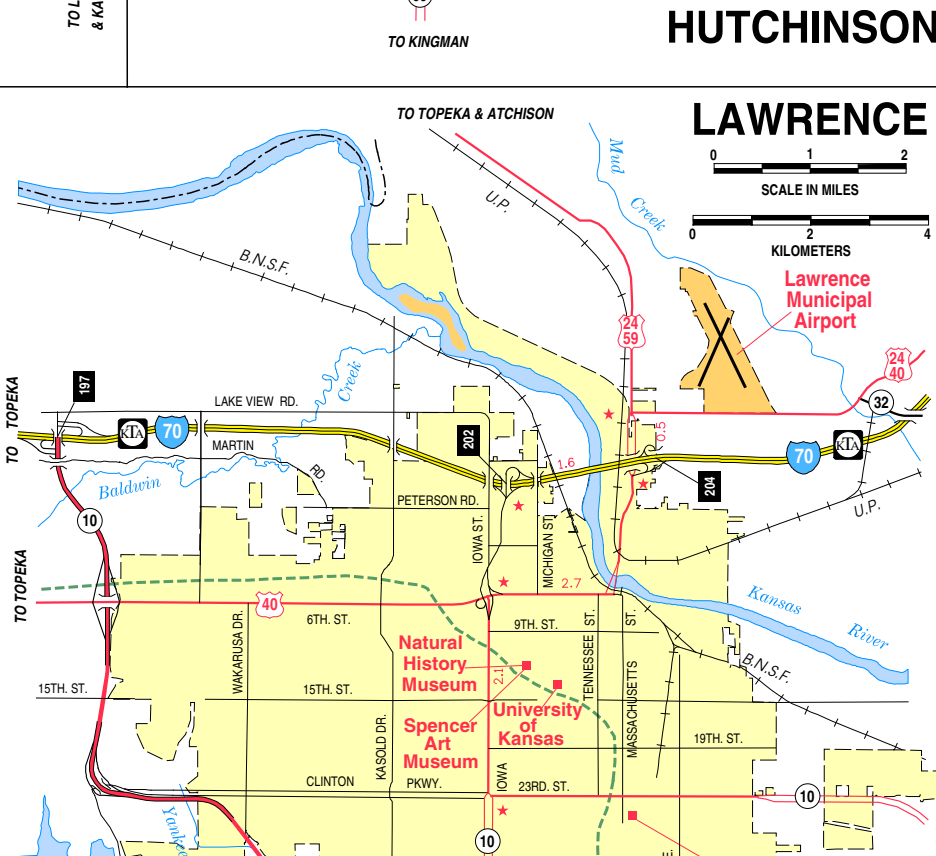 TO L
& KA
TO KINGMAN
HUTCHINSON
TO TOPEKA & ATCHISON
LAWRENCE
0 1 2
SCALE IN MILES
0 2 4
KILOMETERS
Mud
Creek
U.P.
B.N.S.F.
Lawrence
Municipal
Airport
24
59
24
40
32
TO TOPEKA
197
LAKE VIEW RD.
Creek
KTA
70
MARTIN
RD.
202
1.6
0.5
204
70
KTA
U.P.
Baldwin
10
PETERSON RD.
IOWA ST.
MICHIGAN ST.
TO TOPEKA
2.7
40
6TH. ST.
9TH. ST.
Kansas
River
WAKARUSA DR.
Natural
History
Museum
2.1
TENNESSEE ST.
MASSACHUSETTS ST.
B.N.S.F.
15TH. ST.
15TH. ST.
KASOLD DR.
Spencer
Art
Museum
University
of
Kansas
19TH. ST.
CLINTON PKWY.
IOWA
23RD. ST.
10
Yankee
10